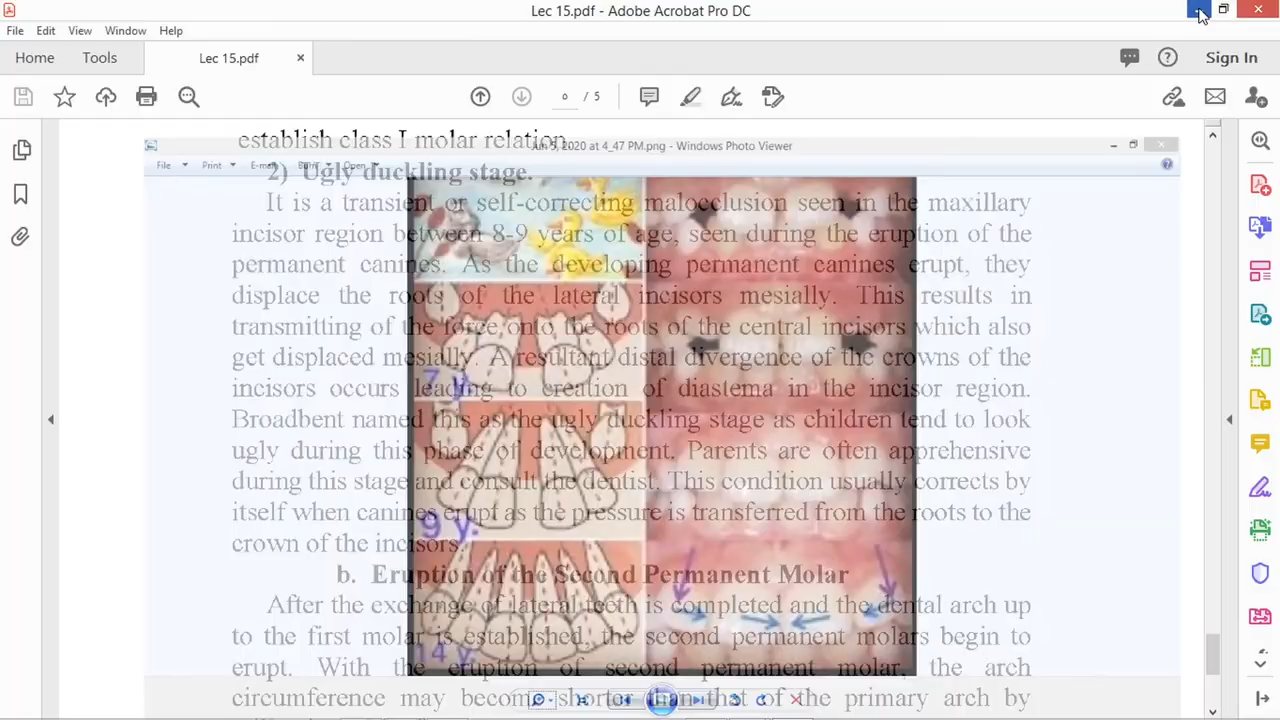 Lec 15.pdf - Adobe Acrobat Pro DC
File Edit View Window Help
Home Tools Lec 15.pdf × Sign In
/ 5
establish class I molar relation.
Jun 5, 2020 at 4_47 PM.png - Windows Photo Viewer
File Print E-mail Burn Open
2) Ugly duckling stage.
It is a transient or self-correcting malocclusion seen in the maxillary
incisor region between 8-9 years of age, seen during the eruption of the
permanent canines. As the developing permanent canines erupt, they
displace the roots of the lateral incisors mesially. This results in
transmitting of the force onto the roots of the central incisors which also
get displaced mesially. A resultant distal divergence of the crowns of the
incisors occurs leading to creation of diastema in the incisor region.
Broadbent named this as the ugly duckling stage as children tend to look
ugly during this phase of development. Parents are often apprehensive
during this stage and consult the dentist. This condition usually corrects by
itself when canines erupt as the pressure is transferred from the roots to the
crown of the incisors.
7 y.
9 y.
14 y.
b. Eruption of the Second Permanent Molar
After the exchange of lateral teeth is completed and the dental arch up
to the first molar is established, the second permanent molars begin to
erupt. With the eruption of second permanent molar, the arch
circumference may become shorter than that of the primary arch by